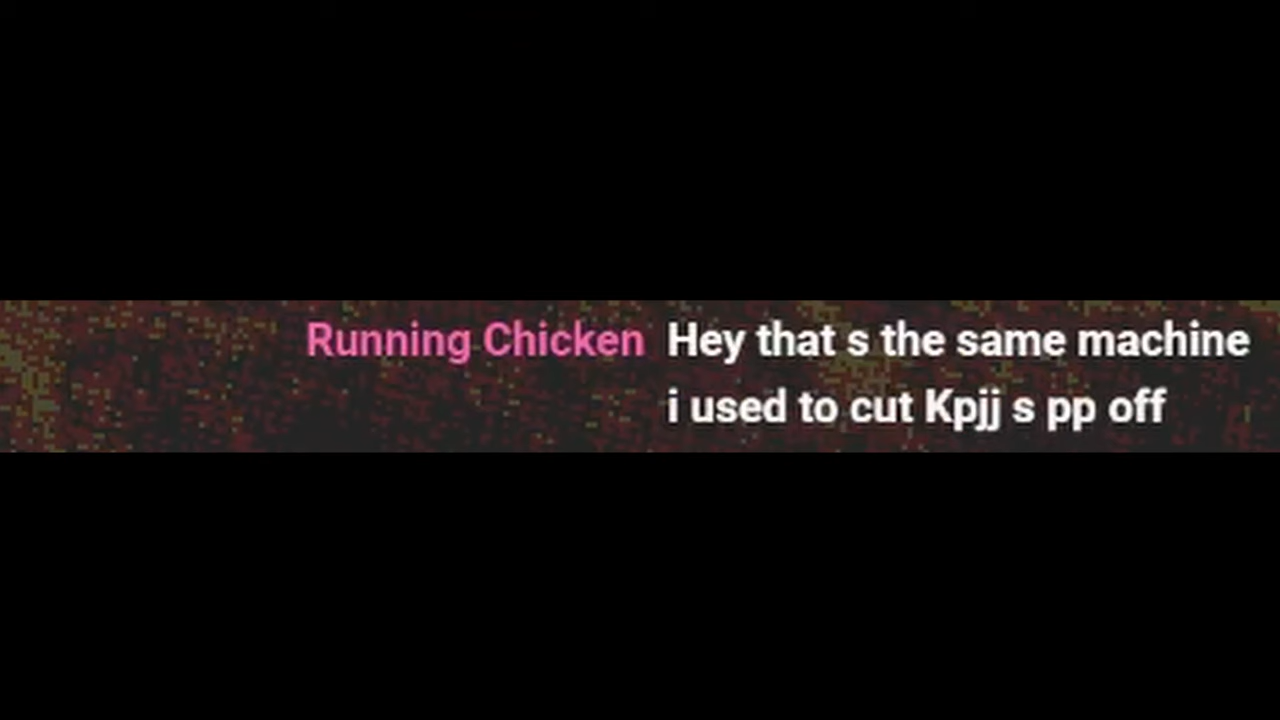 Running Chicken Hey that s the same machine
i used to cut Kpjj s pp off